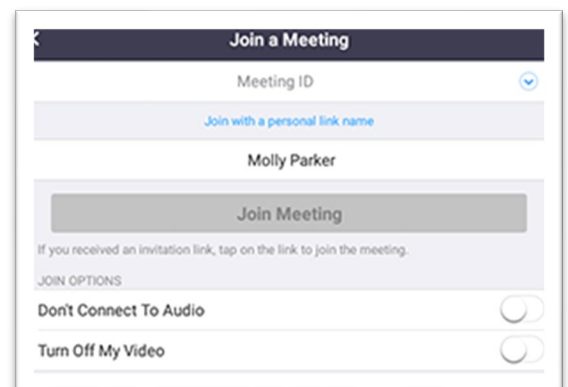 Join a Meeting
Meeting ID
Join with a personal link name
Molly Parker
Join Meeting
If you received an invitation link, tap on the link to join the meeting.
JOIN OPTIONS
Don't Connect To Audio
Turn Off My Video